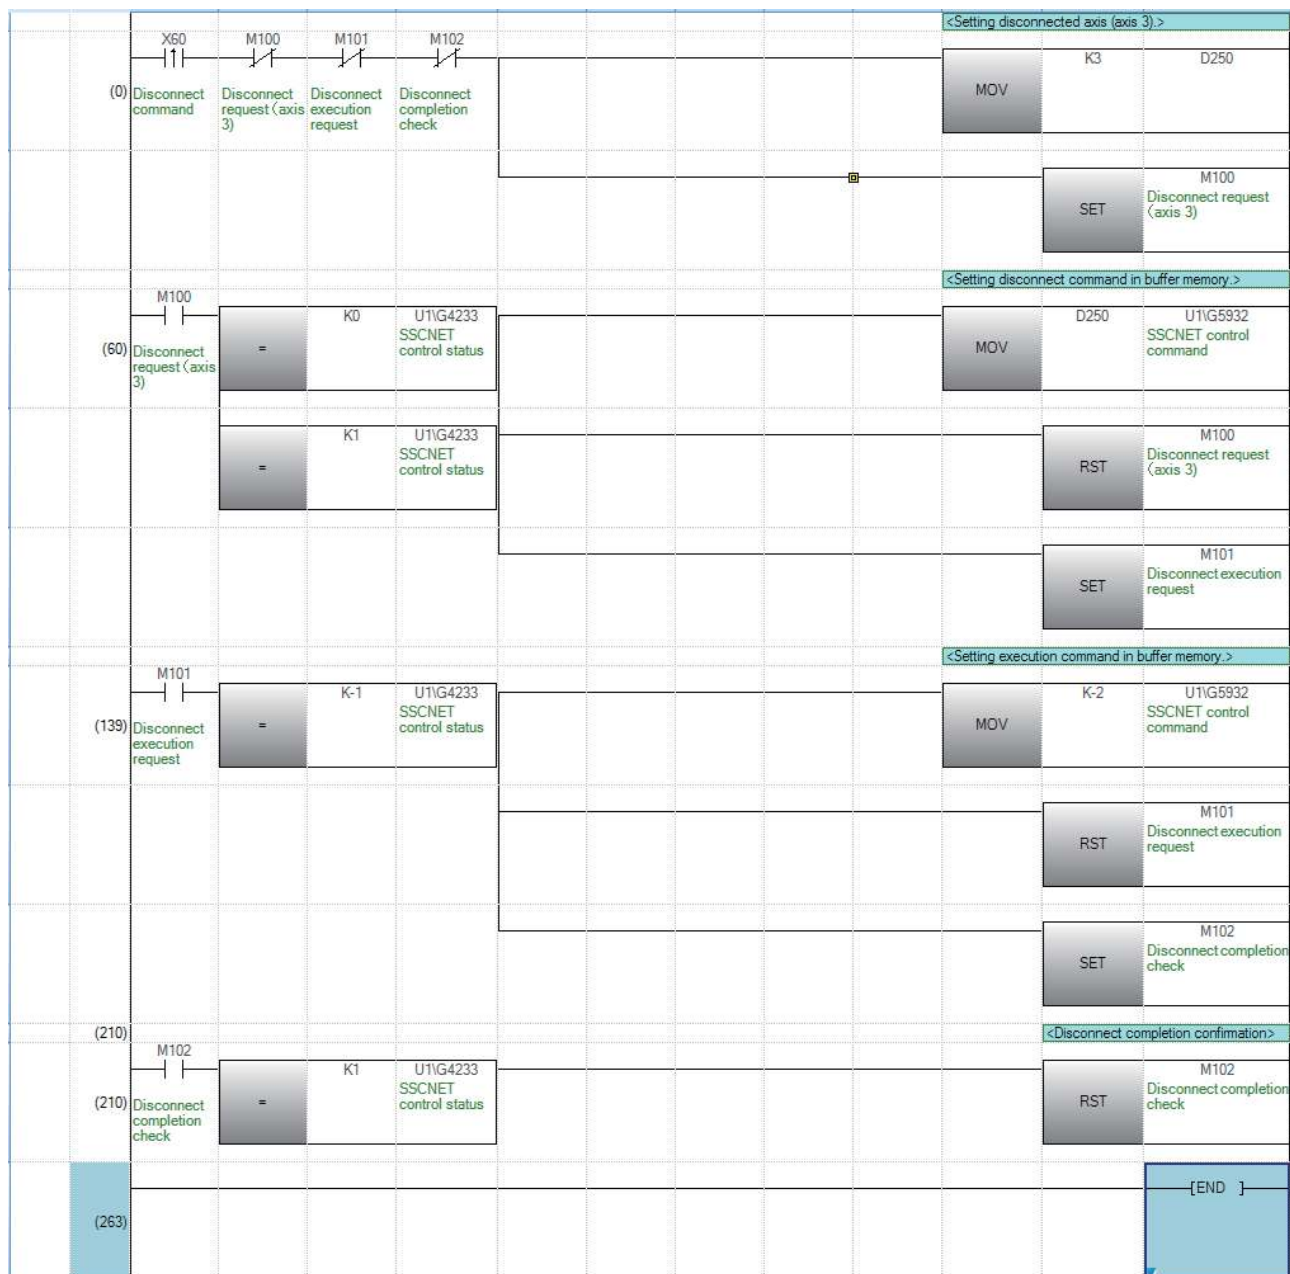 <Setting disconnected axis (axis 3).>
X60 M100 M101 M102
K3 D250
(0) MOV
Disconnect command
Disconnect request (axis 3)
Disconnect execution request
Disconnect completion check
M100
Disconnect request
(axis 3)
SET
<Setting disconnect command in buffer memory.>
M100
K0 U1\G4233
D250 U1\G5932
SSCNET control status
SSCNET control command
(60) = MOV
Disconnect request (axis 3)
K1 U1\G4233
M100
SSCNET control status
Disconnect request
(axis 3)
= RST
M101
Disconnect execution request
SET
<Setting execution command in buffer memory.>
M101
K-1 U1\G4233
K-2 U1\G5932
SSCNET control status
SSCNET control command
(139) = MOV
Disconnect execution request
M101
Disconnect execution request
RST
M102
Disconnect completion check
SET
(210) <Disconnect completion confirmation>
M102
K1 U1\G4233
M102
SSCNET control status
Disconnect completion check
(210) = RST
Disconnect completion check
[END ]
(263)